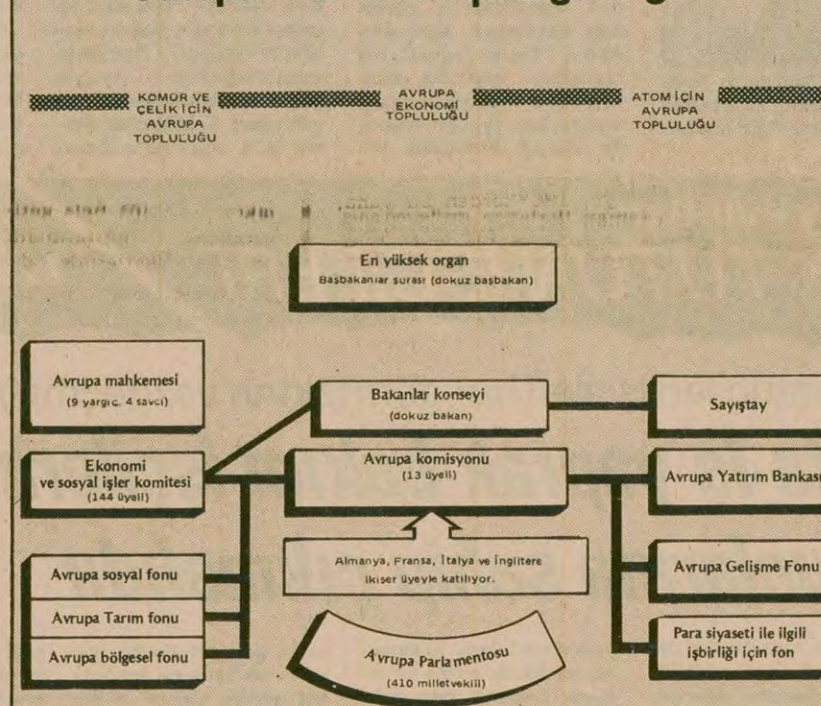 KOMÜR VE
ÇELİK İÇİN
AVRUPA
TOPLULUĞU
AVRUPA
EKONOMİ
TOPLULUĞU
ATOM İÇİN
AVRUPA
TOPLULUĞU
En yüksek organ
Başbakanlar surası (dokuz başbakan)
Avrupa mahkemesi
(9 yargıc. 4 savcı)
Bakanlar konseyi
(dokuz bakan)
Sayıştay
Ekonomi
ve sosyal işler komitesi
(144 üyeli)
Avrupa komisyonu
(13 üyeli)
Avrupa Yatırım Bankası
Almanya, Fransa, İtalya ve İngiltere
ikişer üyeyle katılıyor.
Avrupa sosyal fonu
Avrupa Tarım fonu
Avrupa bölgesel fonu
Avrupa Gelişme Fonu
Para siyaseti ile ilgili
işbirliği için fon
Avrupa Parlamentosu
(410 milletvekili)